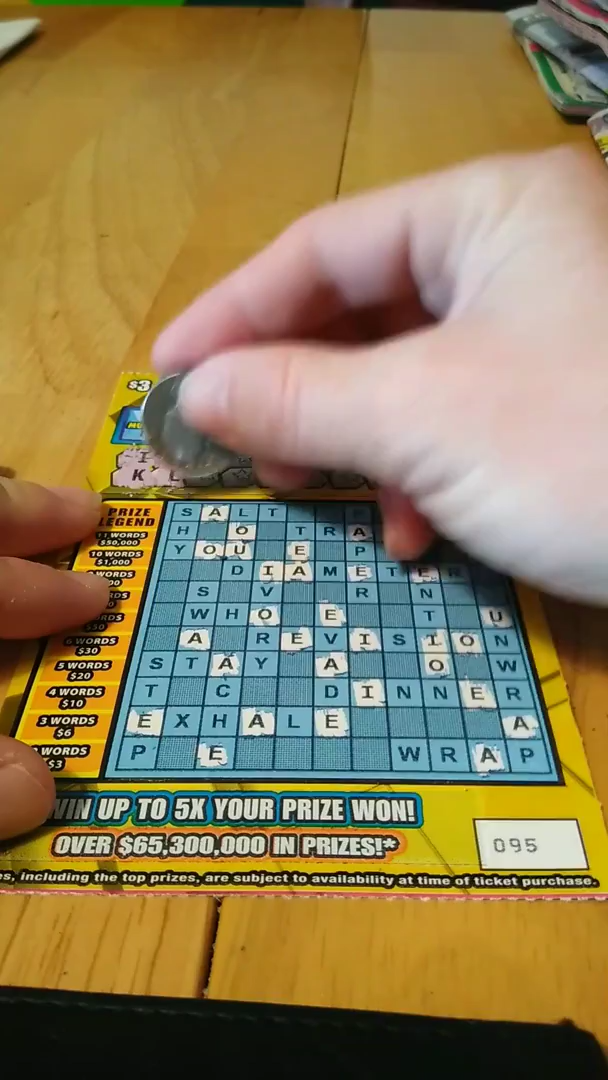 $3
K
PRIZE
LEGEND
11 WORDS
$50,000
10 WORDS
$1,000
WORDS
$30
5 WORDS
$20
4 WORDS
$10
3 WORDS
$6
WORDS
$3
S A L T
H O T R A
Y O U E P
D I A M E T E R
S V R N
W H O E T U
A R E V I S I O N
S T A Y A O W
T C D I N N E R
E X H A L E A
P E W R A P
WIN UP TO 5X YOUR PRIZE WON!
OVER $65,300,000 IN PRIZES!*
095
including the top prizes, are subject to availability at time of ticket purchase.